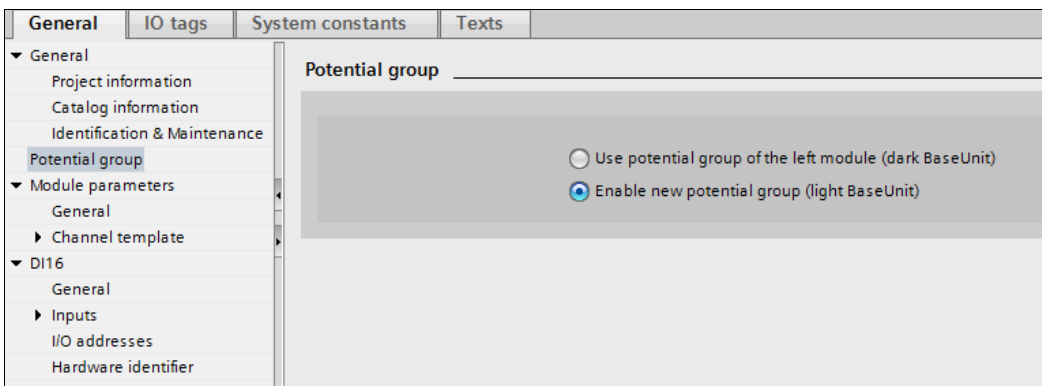 General IO tags System constants Texts
General
Project information
Catalog information
Identification & Maintenance
Potential group
Module parameters
General
Channel template
DI16
General
Inputs
I/O addresses
Hardware identifier
Potential group
Use potential group of the left module (dark BaseUnit)
Enable new potential group (light BaseUnit)